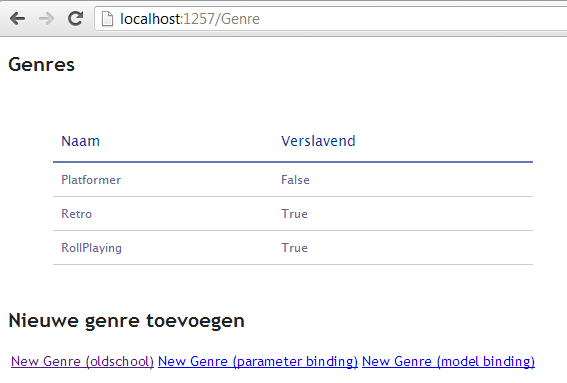 localhost:1257/Genre
Genres
Naam Verslavend
Platformer False
Retro True
RollPlaying True
Nieuwe genre toevoegen
New Genre (oldschool) New Genre (parameter binding) New Genre (model binding)